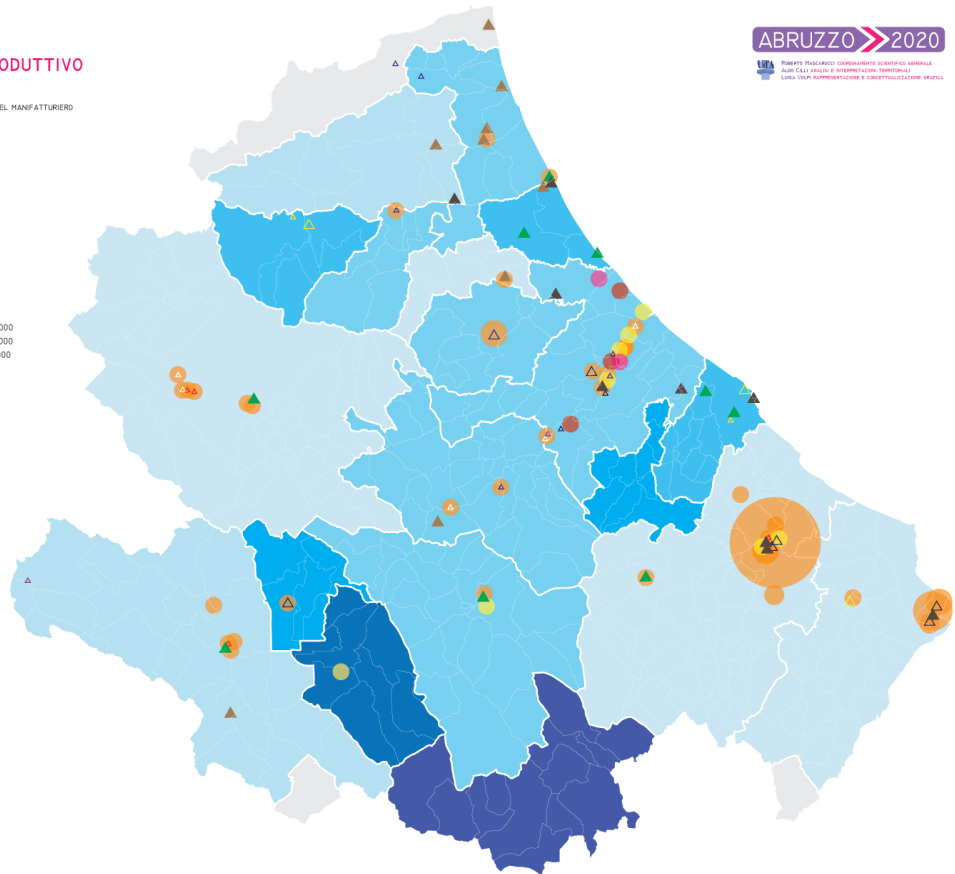 ODUTTIVO
EL MANIFATTURIERO
000
000
000
ABRUZZO 2020
ROBERTO MASCARUCCI COORDINAMENTO SCIENTIFICO GENERALE
ALDO CILLI ANALISI E INTERPRETAZIONI TERRITORIALI
LUISA VOLPI RAPPRESENTAZIONE E CONCETTUALIZZAZIONE GRAFICA